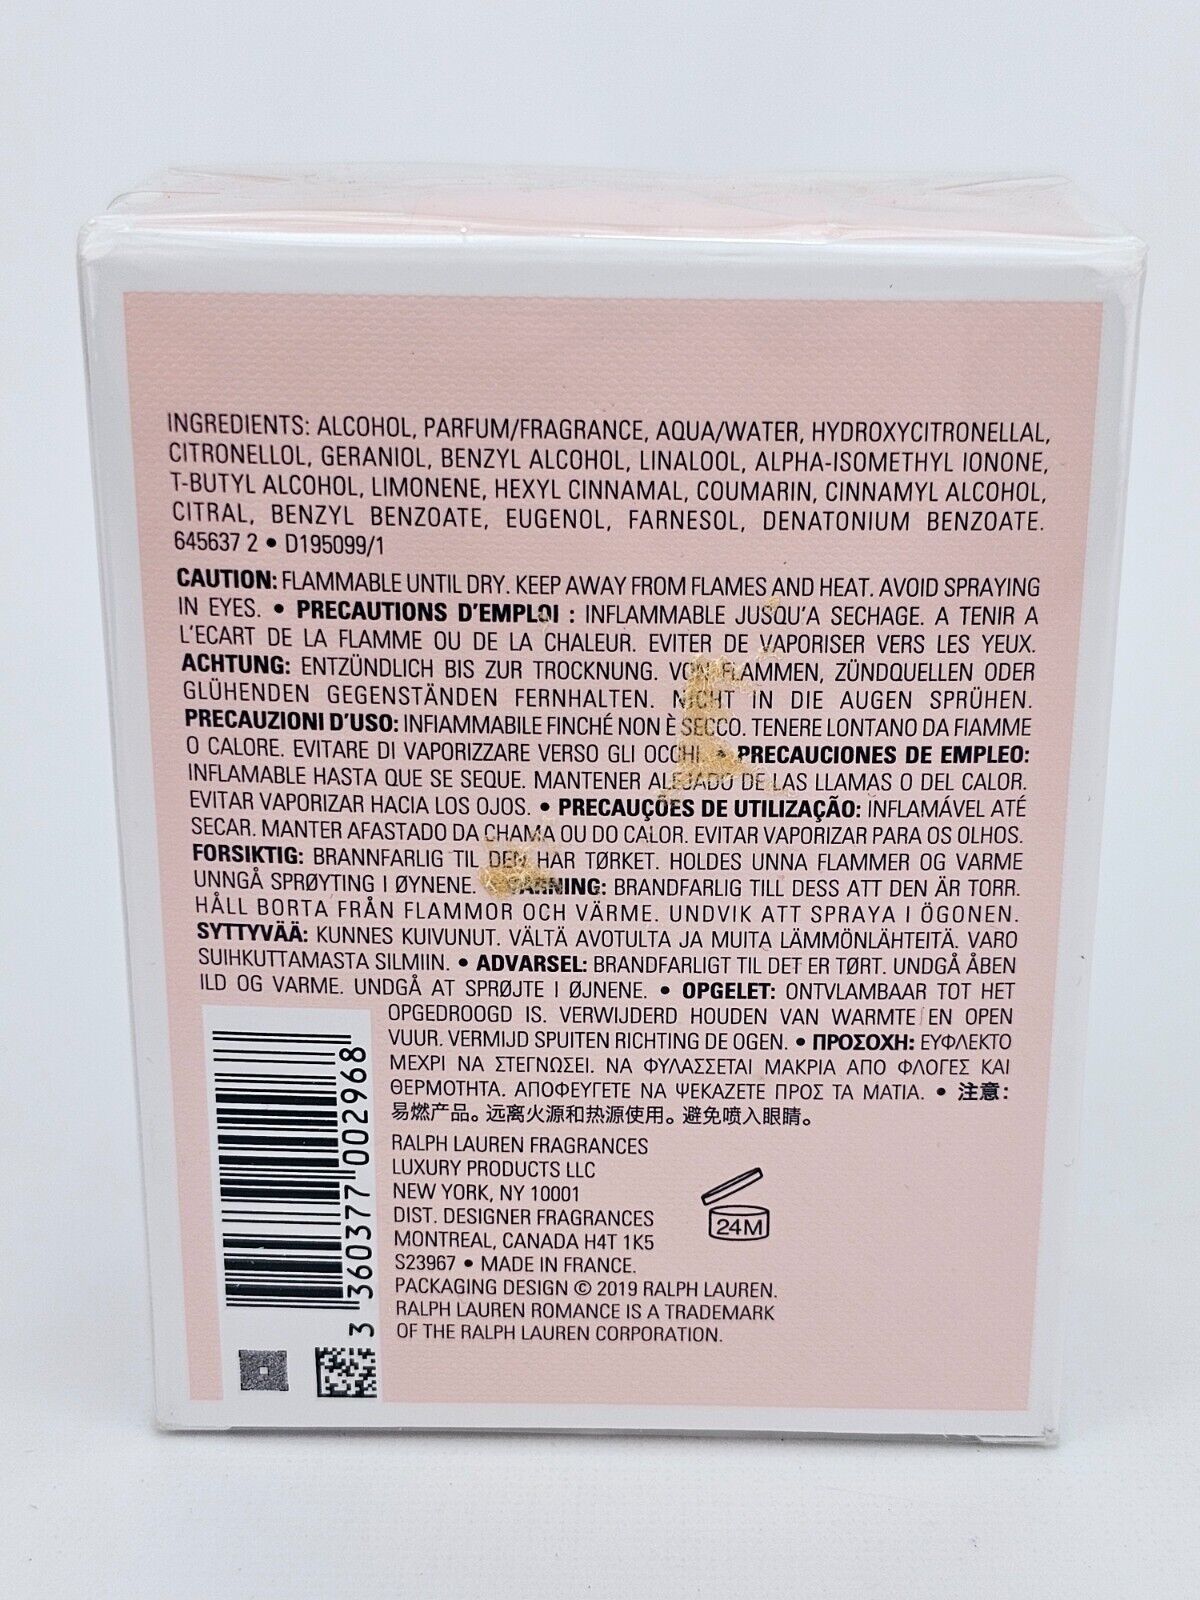 INGREDIENTS: ALCOHOL, PARFUM/FRAGRANCE, AQUA/WATER, HYDROXYCITRONELLAL,
CITRONELLOL, GERANIOL, BENZYL ALCOHOL, LINALOOL, ALPHA-ISOMETHYL IONONE,
T-BUTYL ALCOHOL, LIMONENE, HEXYL CINNAMAL, COUMARIN, CINNAMYL ALCOHOL,
CITRAL, BENZYL BENZOATE, EUGENOL, FARNESOL, DENATONIUM BENZOATE.
645637 2 • D195099/1
CAUTION: FLAMMABLE UNTIL DRY. KEEP AWAY FROM FLAMES AND HEAT. AVOID SPRAYING
IN EYES. • PRECAUTIONS D'EMPLOI : INFLAMMABLE JUSQU'A SECHAGE. A TENIR A
L'ECART DE LA FLAMME OU DE LA CHALEUR. EVITER DE VAPORISER VERS LES YEUX.
ACHTUNG: ENTZÜNDLICH BIS ZUR TROCKNUNG. VON FLAMMEN, ZÜNDQUELLEN ODER
GLÜHENDEN GEGENSTÄNDEN FERNHALTEN. NICHT IN DIE AUGEN SPRÜHEN.
PRECAUZIONI D'USO: INFIAMMABILE FINCHÉ NON È SECCO. TENERE LONTANO DA FIAMME
O CALORE. EVITARE DI VAPORIZZARE VERSO GLI OCCHI. • PRECAUCIONES DE EMPLEO:
INFLAMABLE HASTA QUE SE SEQUE. MANTENER ALEJADO DE LAS LLAMAS O DEL CALOR.
EVITAR VAPORIZAR HACIA LOS OJOS. • PRECAUÇÕES DE UTILIZAÇÃO: INFLAMÁVEL ATÉ
SECAR. MANTER AFASTADO DA CHAMA OU DO CALOR. EVITAR VAPORIZAR PARA OS OLHOS.
FORSIKTIG: BRANNFARLIG TIL DEN HAR TØRKET. HOLDES UNNA FLAMMER OG VARME
UNNGÅ SPRØYTING I ØYNENE. VARNING: BRANDFARLIG TILL DESS ATT DEN ÄR TORR.
HÅLL BORTA FRÅN FLAMMOR OCH VÄRME. UNDVIK ATT SPRAYA I ÖGONEN.
SYTTYVÄÄ: KUNNES KUIVUNUT. VÄLTÄ AVOTULTA JA MUITA LÄMMÖNLÄHTEITÄ. VARO
SUIHKUTTAMASTA SILMIIN. • ADVARSEL: BRANDFARLIGT TIL DET ER TØRT. UNDGÅ ÅBEN
ILD OG VARME. UNDGÅ AT SPRØJTE I ØJNENE. • OPGELET: ONTVLAMBAAR TOT HET
OPGEDROOGD IS. VERWIJDERD HOUDEN VAN WARMTE EN OPEN
VUUR. VERMIJD SPUITEN RICHTING DE OGEN. • ΠΡΟΣΟΧΗ: ΕΥΦΛΕΚΤΟ
ΜΕΧΡΙ ΝΑ ΣΤΕΓΝΩΣΕΙ. ΝΑ ΦΥΛΑΣΣΕΤΑΙ ΜΑΚΡΙΑ ΑΠΟ ΦΛΟΓΕΣ ΚΑΙ
ΘΕΡΜΟΤΗΤΑ. ΑΠΟΦΕΥΓΕΤΕ ΝΑ ΨΕΚΑΖΕΤΕ ΠΡΟΣ ΤΑ ΜΑΤΙΑ. • 注意:
易燃产品。远离火源和热源使用。避免喷入眼睛。
RALPH LAUREN FRAGRANCES
LUXURY PRODUCTS LLC
NEW YORK, NY 10001
DIST. DESIGNER FRAGRANCES
MONTREAL, CANADA H4T 1K5
S23967 • MADE IN FRANCE.
PACKAGING DESIGN © 2019 RALPH LAUREN.
RALPH LAUREN ROMANCE IS A TRADEMARK
OF THE RALPH LAUREN CORPORATION.
24M
3 360377 002968